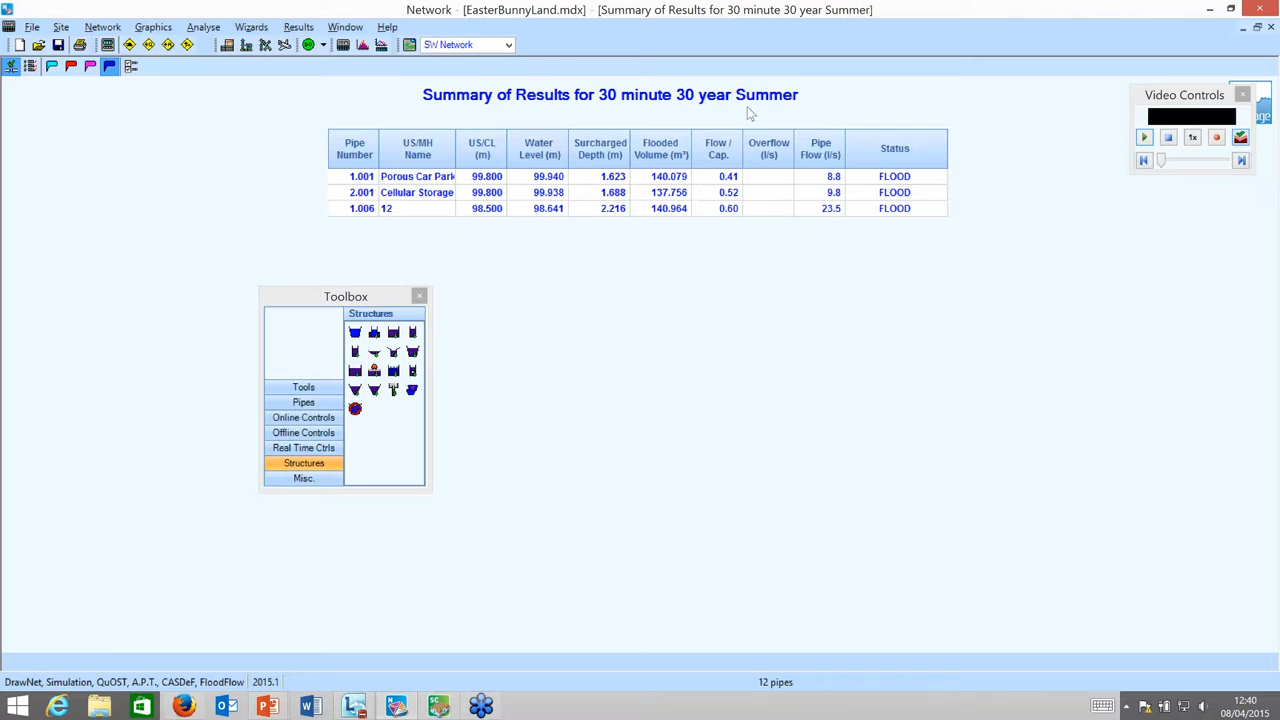 Network - [EasterBunnyLand.mdx] - [Summary of Results for 30 minute 30 year Summer]
File Site Network Graphics Analyse Wizards Results Window Help
SW Network
Summary of Results for 30 minute 30 year Summer
Video Controls
1x
Pipe Number US/MH Name US/CL (m) Water Level (m) Surcharged Depth (m) Flooded Volume (m³) Flow / Cap. Overflow (l/s) Pipe Flow (l/s) Status
1.001 Porous Car Park 99.800 99.940 1.623 140.079 0.41 8.8 FLOOD
2.001 Cellular Storage 99.800 99.938 1.688 137.756 0.52 9.8 FLOOD
1.006 12 98.500 98.641 2.216 140.964 0.60 23.5 FLOOD
Toolbox
Structures
Tools
Pipes
Online Controls
Offline Controls
Real Time Ctrls
Structures
Misc.
DrawNet, Simulation, QuOST, A.P.T., CASDeF, FloodFlow 2015.1 12 pipes
12:40
08/04/2015